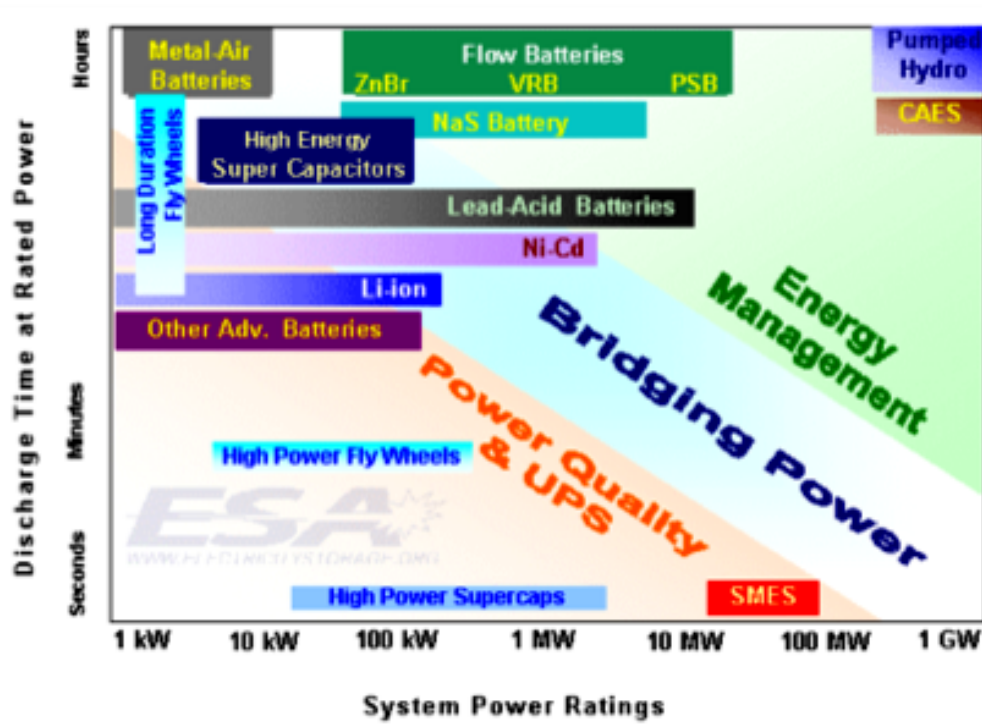 Hours
Metal-Air
Batteries
Flow Batteries
ZnBr VRB PSB
Pumped
Hydro
NaS Battery
CAES
Long Duration
Fly Wheels
High Energy
Super Capacitors
Lead-Acid Batteries
Ni-Cd
Li-ion
Other Adv. Batteries
Energy
Management
Bridging Power
Power Quality
& UPS
Discharge Time at Rated Power
Minutes
High Power Fly Wheels
ESA
WWW.ELECTRICITYSTORAGE.ORG
Seconds
High Power Supercaps
SMES
1 kW 10 kW 100 kW 1 MW 10 MW 100 MW 1 GW
System Power Ratings